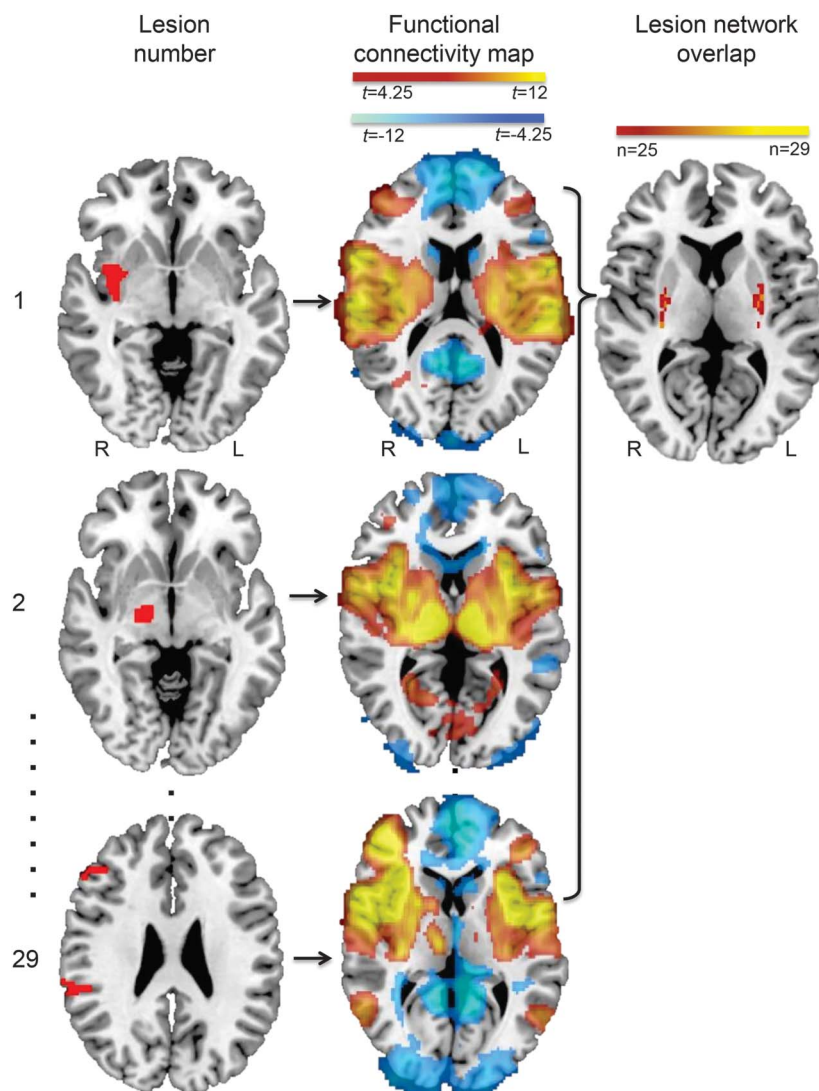 Lesion
number
Functional
connectivity map
Lesion network
overlap
t=4.25 t=12
t=-12 t=-4.25
n=25 n=29
1
R L
R L
R L
2
29